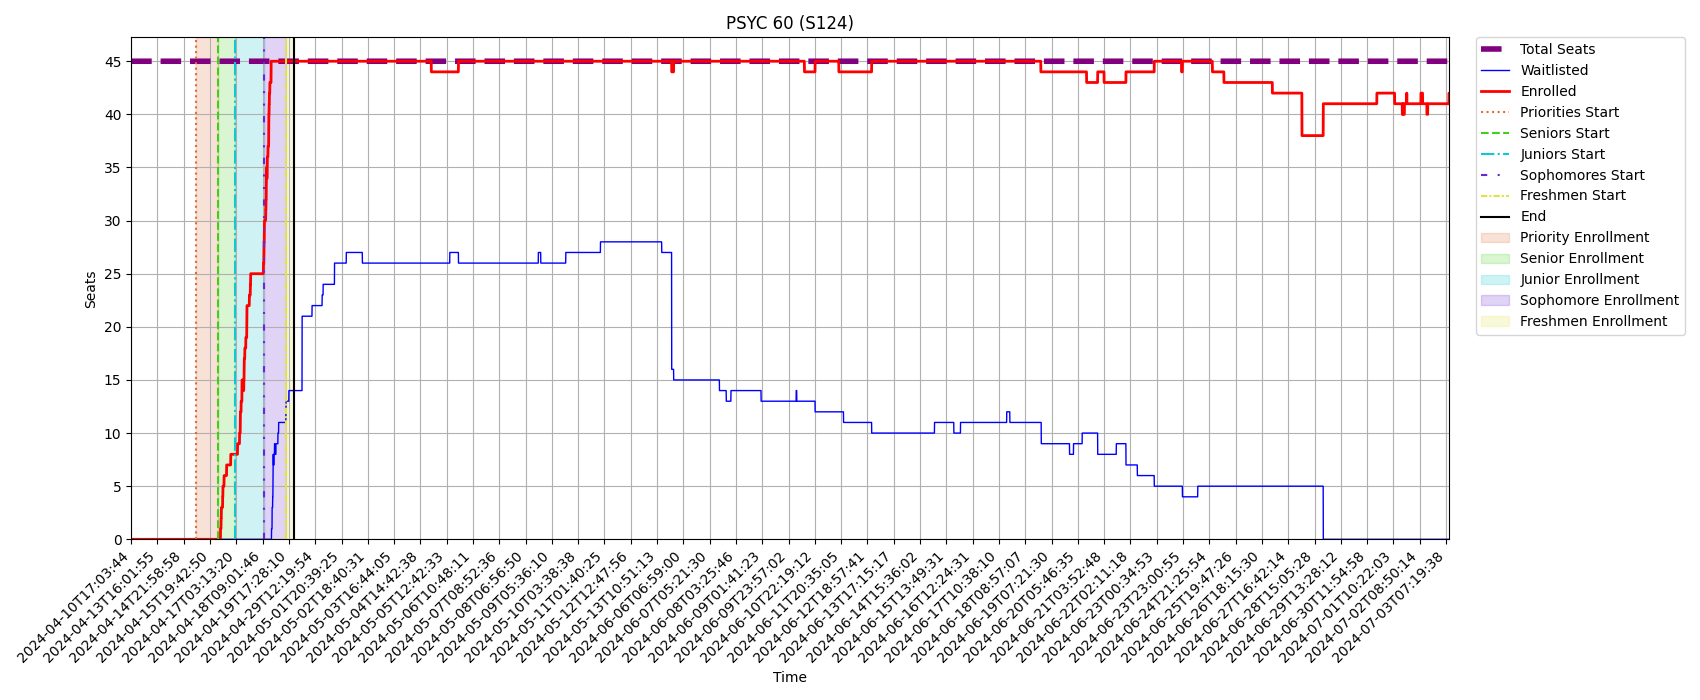 PSYC 60 (S124)
Total Seats
Waitlisted
Enrolled
Priorities Start
Seniors Start
Juniors Start
Sophomores Start
Freshmen Start
End
Priority Enrollment
Senior Enrollment
Junior Enrollment
Sophomore Enrollment
Freshmen Enrollment
Seats
45
40
35
30
25
20
15
10
5
0
2024-04-10T17:03:44
2024-04-13T16:01:55
2024-04-14T21:58:58
2024-04-15T19:42:50
2024-04-17T03:13:20
2024-04-18T09:01:46
2024-04-19T17:28:10
2024-04-29T12:19:54
2024-05-01T20:39:25
2024-05-02T18:40:31
2024-05-03T16:44:05
2024-05-04T14:42:38
2024-05-05T12:42:33
2024-05-06T10:48:11
2024-05-07T08:52:36
2024-05-08T06:56:50
2024-05-09T05:36:10
2024-05-10T03:38:38
2024-05-11T01:40:25
2024-05-12T12:47:56
2024-05-13T10:51:13
2024-06-06T06:59:00
2024-06-07T05:21:30
2024-06-08T03:25:46
2024-06-09T01:41:23
2024-06-09T23:57:02
2024-06-10T22:19:12
2024-06-11T20:35:05
2024-06-12T18:57:41
2024-06-13T17:15:17
2024-06-14T15:36:02
2024-06-15T13:49:31
2024-06-16T12:24:31
2024-06-17T10:38:10
2024-06-18T08:57:07
2024-06-19T07:21:30
2024-06-20T05:46:35
2024-06-21T03:52:48
2024-06-22T02:11:18
2024-06-23T00:34:53
2024-06-23T23:00:55
2024-06-24T21:25:54
2024-06-25T19:47:26
2024-06-26T18:15:30
2024-06-27T16:42:14
2024-06-28T15:05:28
2024-06-29T13:28:12
2024-06-30T11:54:58
2024-07-01T10:22:03
2024-07-02T08:50:14
2024-07-03T07:19:38
Time